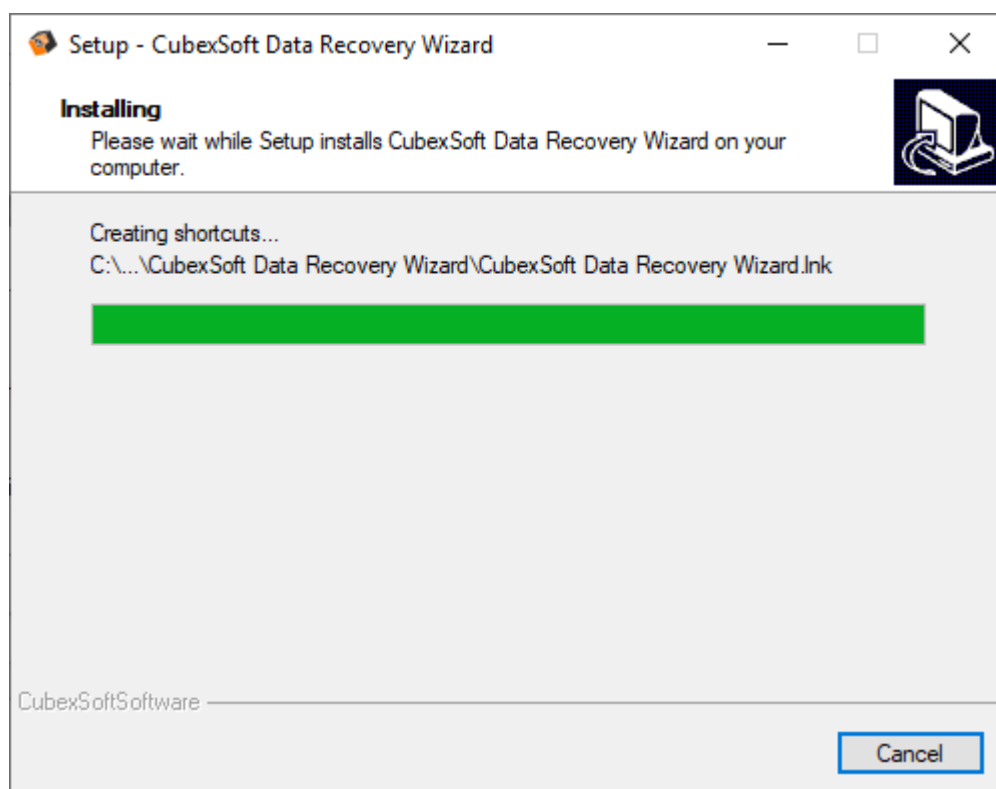 Setup - CubexSoft Data Recovery Wizard
Installing
Please wait while Setup installs CubexSoft Data Recovery Wizard on your
computer.
Creating shortcuts...
C:\...\CubexSoft Data Recovery Wizard\CubexSoft Data Recovery Wizard.lnk
CubexSoftSoftware
Cancel